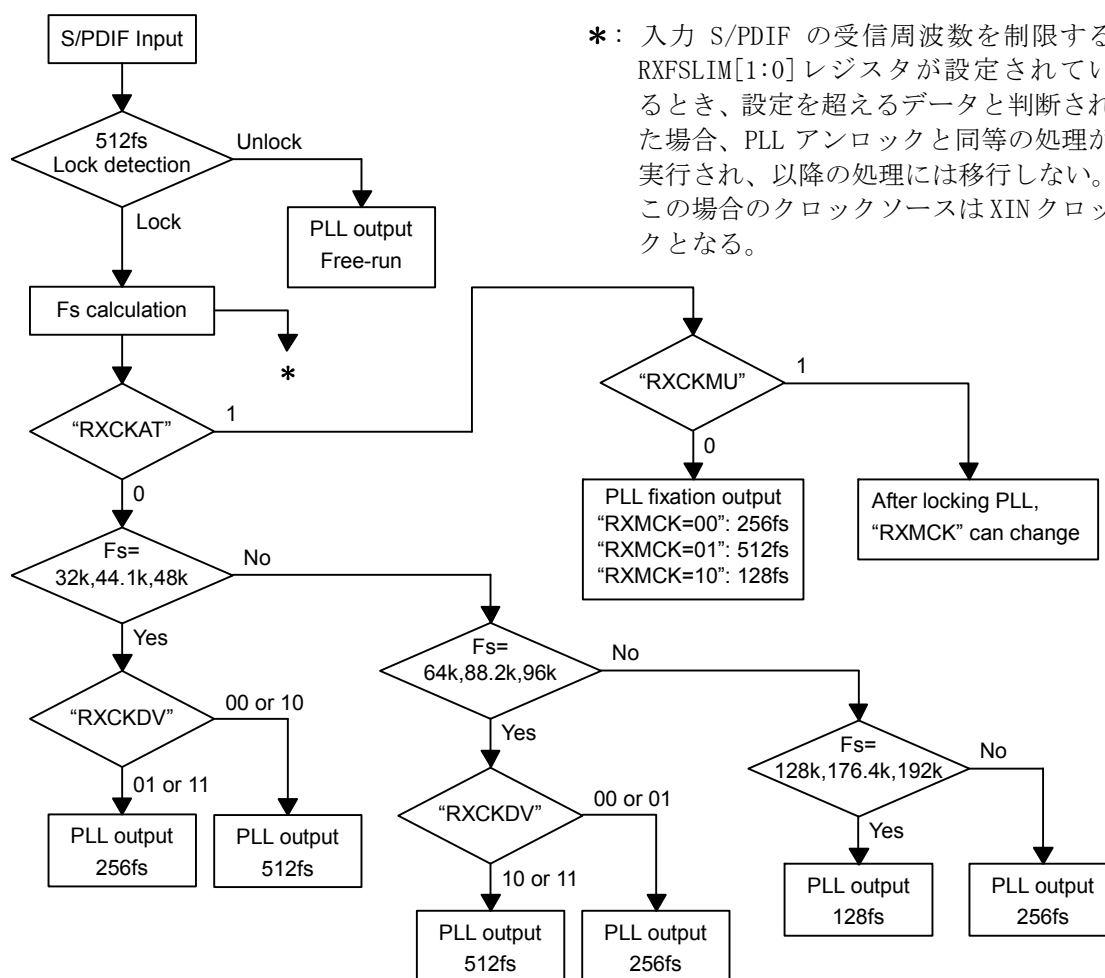 S/PDIF Input
＊: 入力 S/PDIF の受信周波数を制限する
RXFSLIM[1:0]レジスタが設定されてい
るとき、設定を超えるデータと判断され
た場合、PLL アンロックと同等の処理が
実行され、以降の処理には移行しない。
この場合のクロックソースは XIN クロッ
クとなる。
512fs
Lock detection
Unlock
Lock
PLL output
Free-run
Fs calculation
＊
"RXCKAT"
1
0
"RXCKMU"
1
0
PLL fixation output
"RXMCK=00": 256fs
"RXMCK=01": 512fs
"RXMCK=10": 128fs
After locking PLL,
"RXMCK" can change
Fs=
32k,44.1k,48k
No
Yes
"RXCKDV"
00 or 10
01 or 11
PLL output
256fs
PLL output
512fs
Fs=
64k,88.2k,96k
No
Yes
"RXCKDV"
00 or 01
10 or 11
PLL output
512fs
PLL output
256fs
Fs=
128k,176.4k,192k
No
Yes
PLL output
128fs
PLL output
256fs